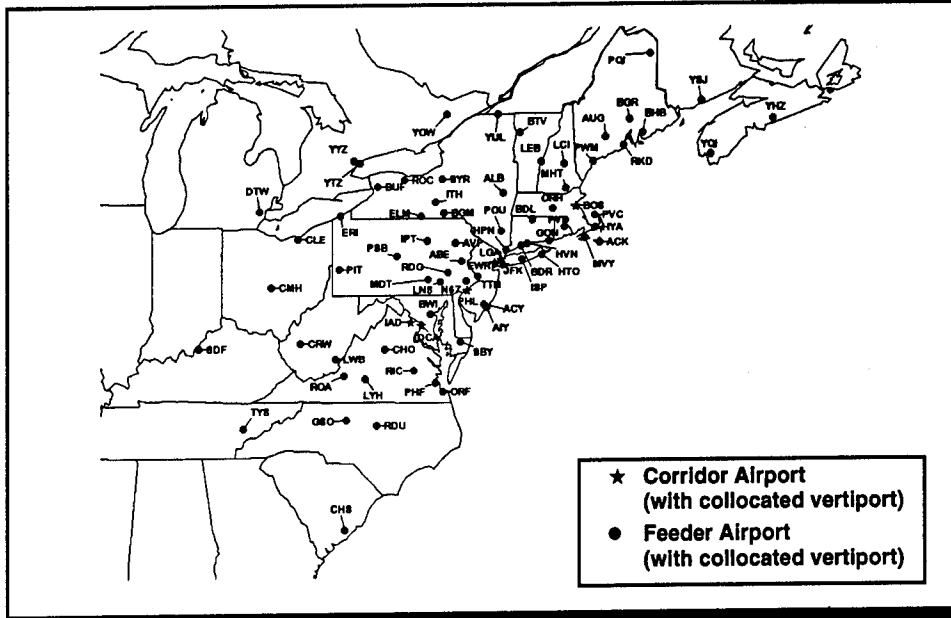 PQI
YSJ
YHZ
YQI
BGR
BHB
AUG
RKD
PWM
YOW
YUL
BTV
LEB
LCI
MHT
YYZ
YTZ
BUF
ROC
SYR
ITH
ALB
ORH
BOS
DTW
ELM
BGM
POU
BDL
PVD
PVC
HYA
ACK
MVY
ERI
CLE
IPT
AVP
HPN
GON
PSB
ABE
LGA
EWR
JFK
HVN
HTO
BDR
ISP
PIT
RDG
MDT
LNS
N67
TTN
CMH
BWI
PHL
ACY
AIY
IAD
DCA
SBY
SDF
CRW
LWB
CHO
RIC
ROA
LYH
PHF
ORF
TYS
GSO
RDU
CHS
★ Corridor Airport
(with collocated vertiport)
● Feeder Airport
(with collocated vertiport)